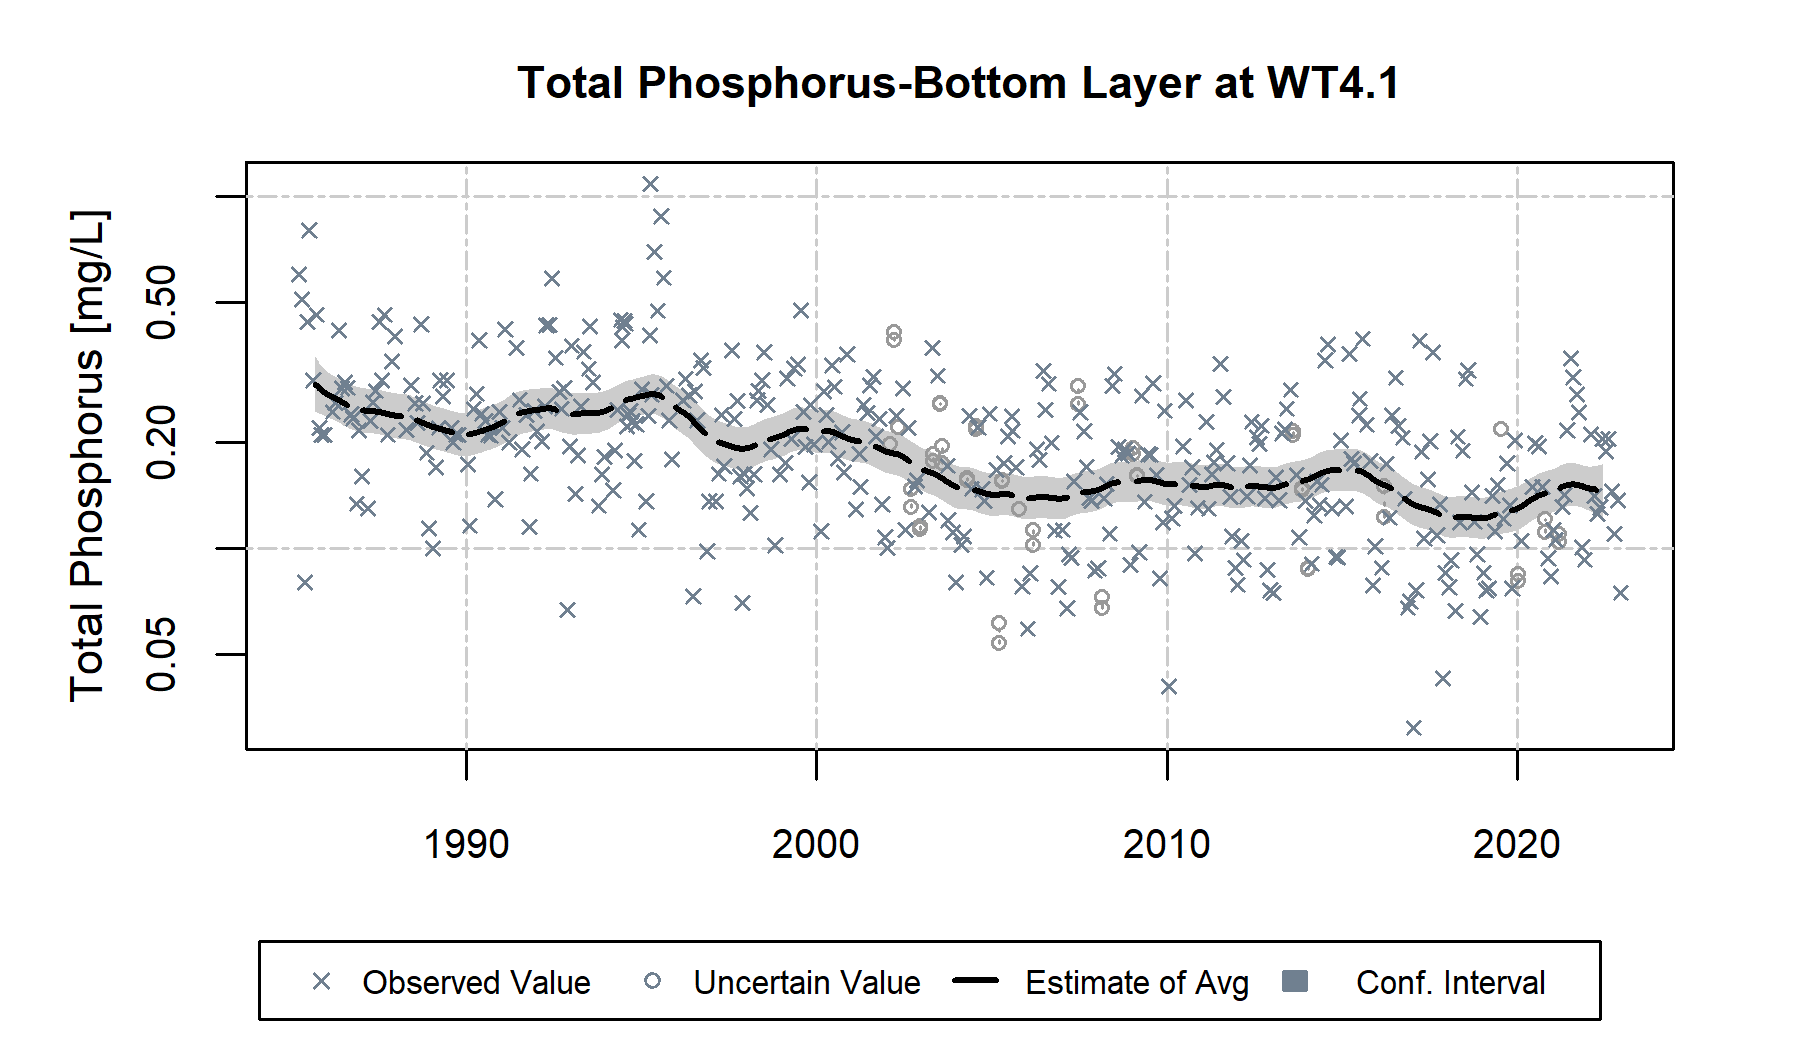 Total Phosphorus-Bottom Layer at WT4.1
Total Phosphorus [mg/L]
0.50
0.20
0.05
1990 2000 2010 2020
Observed Value Uncertain Value Estimate of Avg Conf. Interval